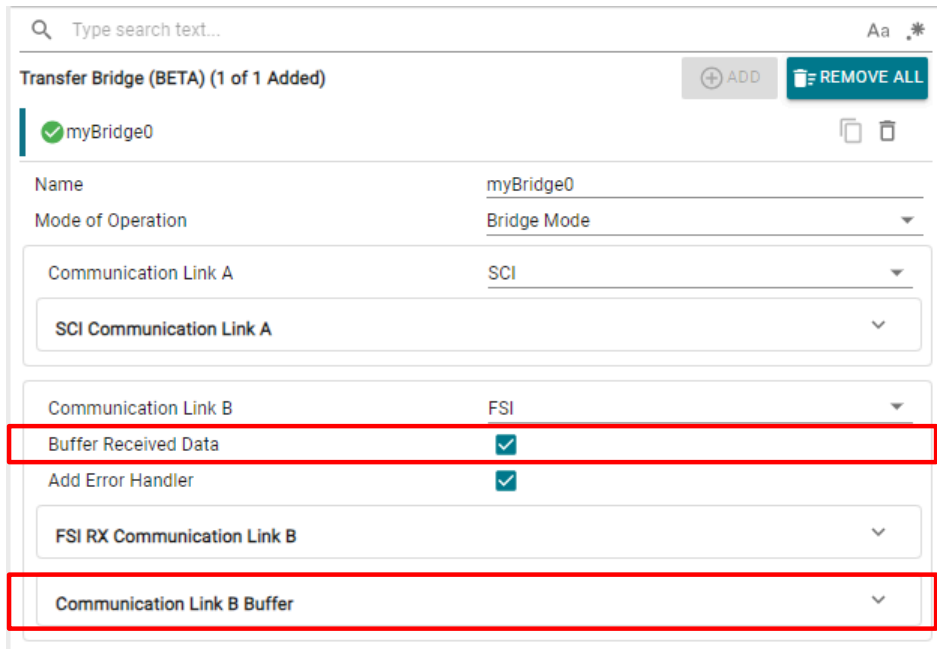 Type search text...
Aa .*
Transfer Bridge (BETA) (1 of 1 Added)
ADD
REMOVE ALL
myBridge0
Name
myBridge0
Mode of Operation
Bridge Mode
Communication Link A
SCI
SCI Communication Link A
Communication Link B
FSI
Buffer Received Data
Add Error Handler
FSI RX Communication Link B
Communication Link B Buffer